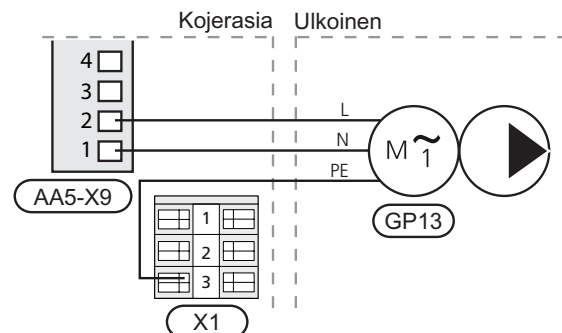 Kojerasia Ulkoinen
4
3
2
1
L
N
PE
M ~
1
AA5-X9
GP13
1
2
3
X1